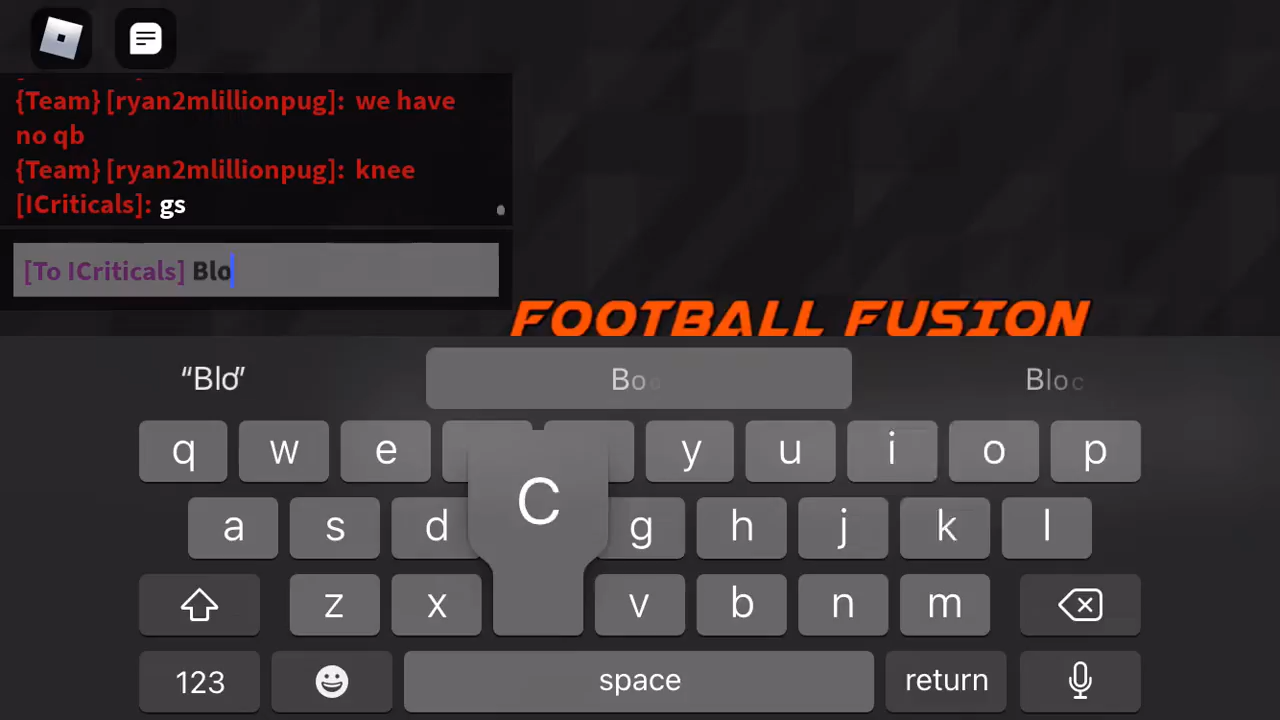 {Team} [ryan2mlillionpug]: we have
no qb
{Team} [ryan2mlillionpug]: knee
[ICriticals]: gs
[To ICriticals] Blo
FOOTBALL FUSION
“Blo” Boc Bloc
q w e y u i o p
C
a s d g h j k l
z x v b n m
123 space return